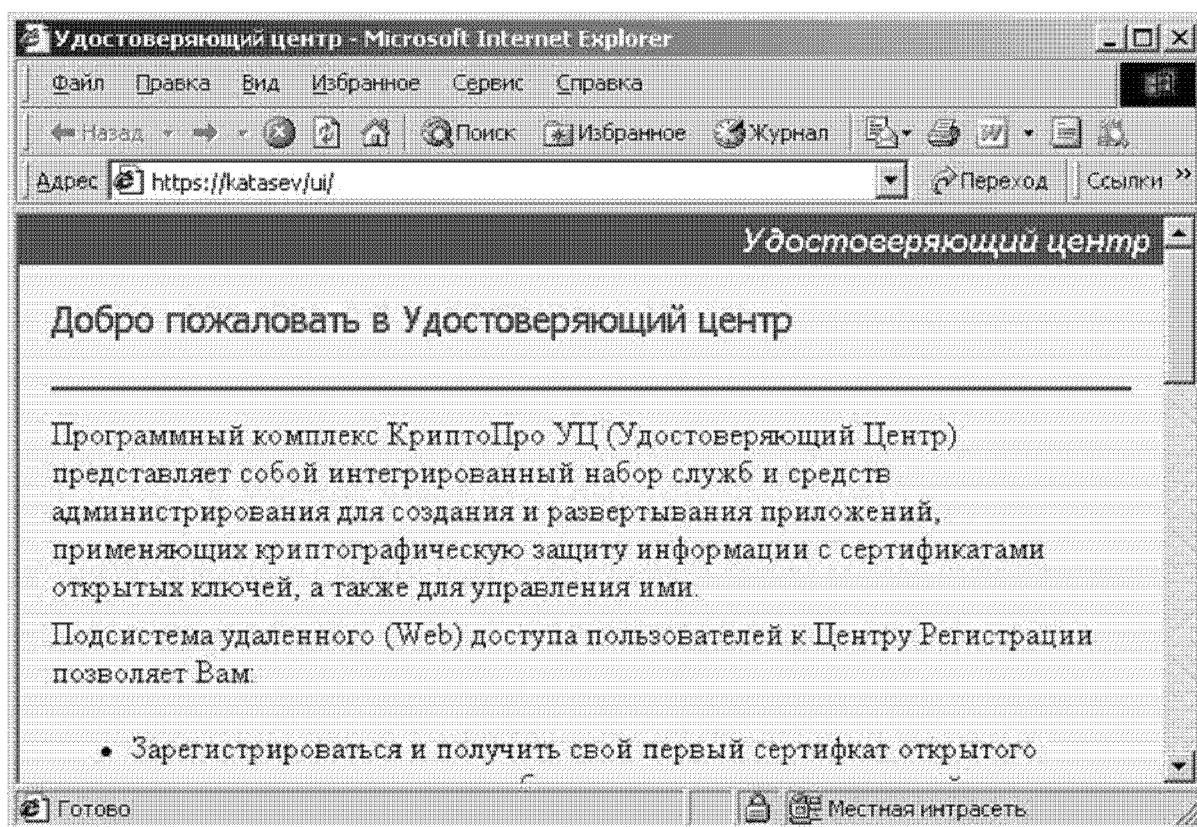 Удостоверяющий центр - Microsoft Internet Explorer
Файл Правка Вид Избранное Сервис Справка
Назад Поиск Избранное Журнал
Адрес https://katasev/ui/ Переход Ссылки »
Удостоверяющий центр
Добро пожаловать в Удостоверяющий центр
Программный комплекс КриптоПро УЦ (Удостоверяющий Центр)
представляет собой интегрированный набор служб и средств
администрирования для создания и развертывания приложений,
применяющих криптографическую защиту информации с сертификатами
открытых ключей, а также для управления ими.
Подсистема удаленного (Web) доступа пользователей к Центру Регистрации
позволяет Вам:
• Зарегистрироваться и получить свой первый сертифкат открытого
Готово Местная интрасеть